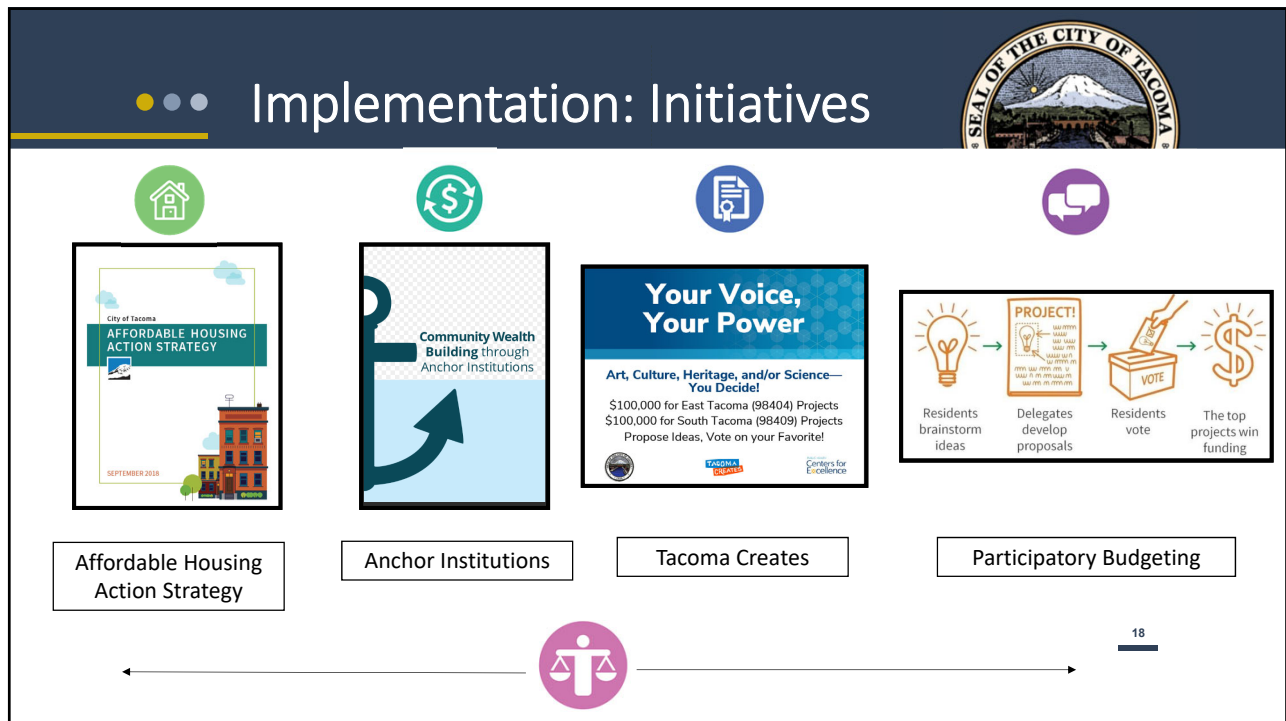 Implementation: Initiatives
SEAL OF THE CITY OF TACOMA
City of Tacoma
AFFORDABLE HOUSING
ACTION STRATEGY
SEPTEMBER 2018
Affordable Housing
Action Strategy
$
Community Wealth
Building through
Anchor Institutions
Anchor Institutions
Your Voice,
Your Power
Art, Culture, Heritage, and/or Science—
You Decide!
$100,000 for East Tacoma (98404) Projects
$100,000 for South Tacoma (98409) Projects
Propose Ideas, Vote on your Favorite!
TACOMA
CREATES
Centers for
Excellence
Tacoma Creates
PROJECT!
VOTE
$
Residents
brainstorm
ideas
Delegates
develop
proposals
Residents
vote
The top
projects win
funding
Participatory Budgeting
18